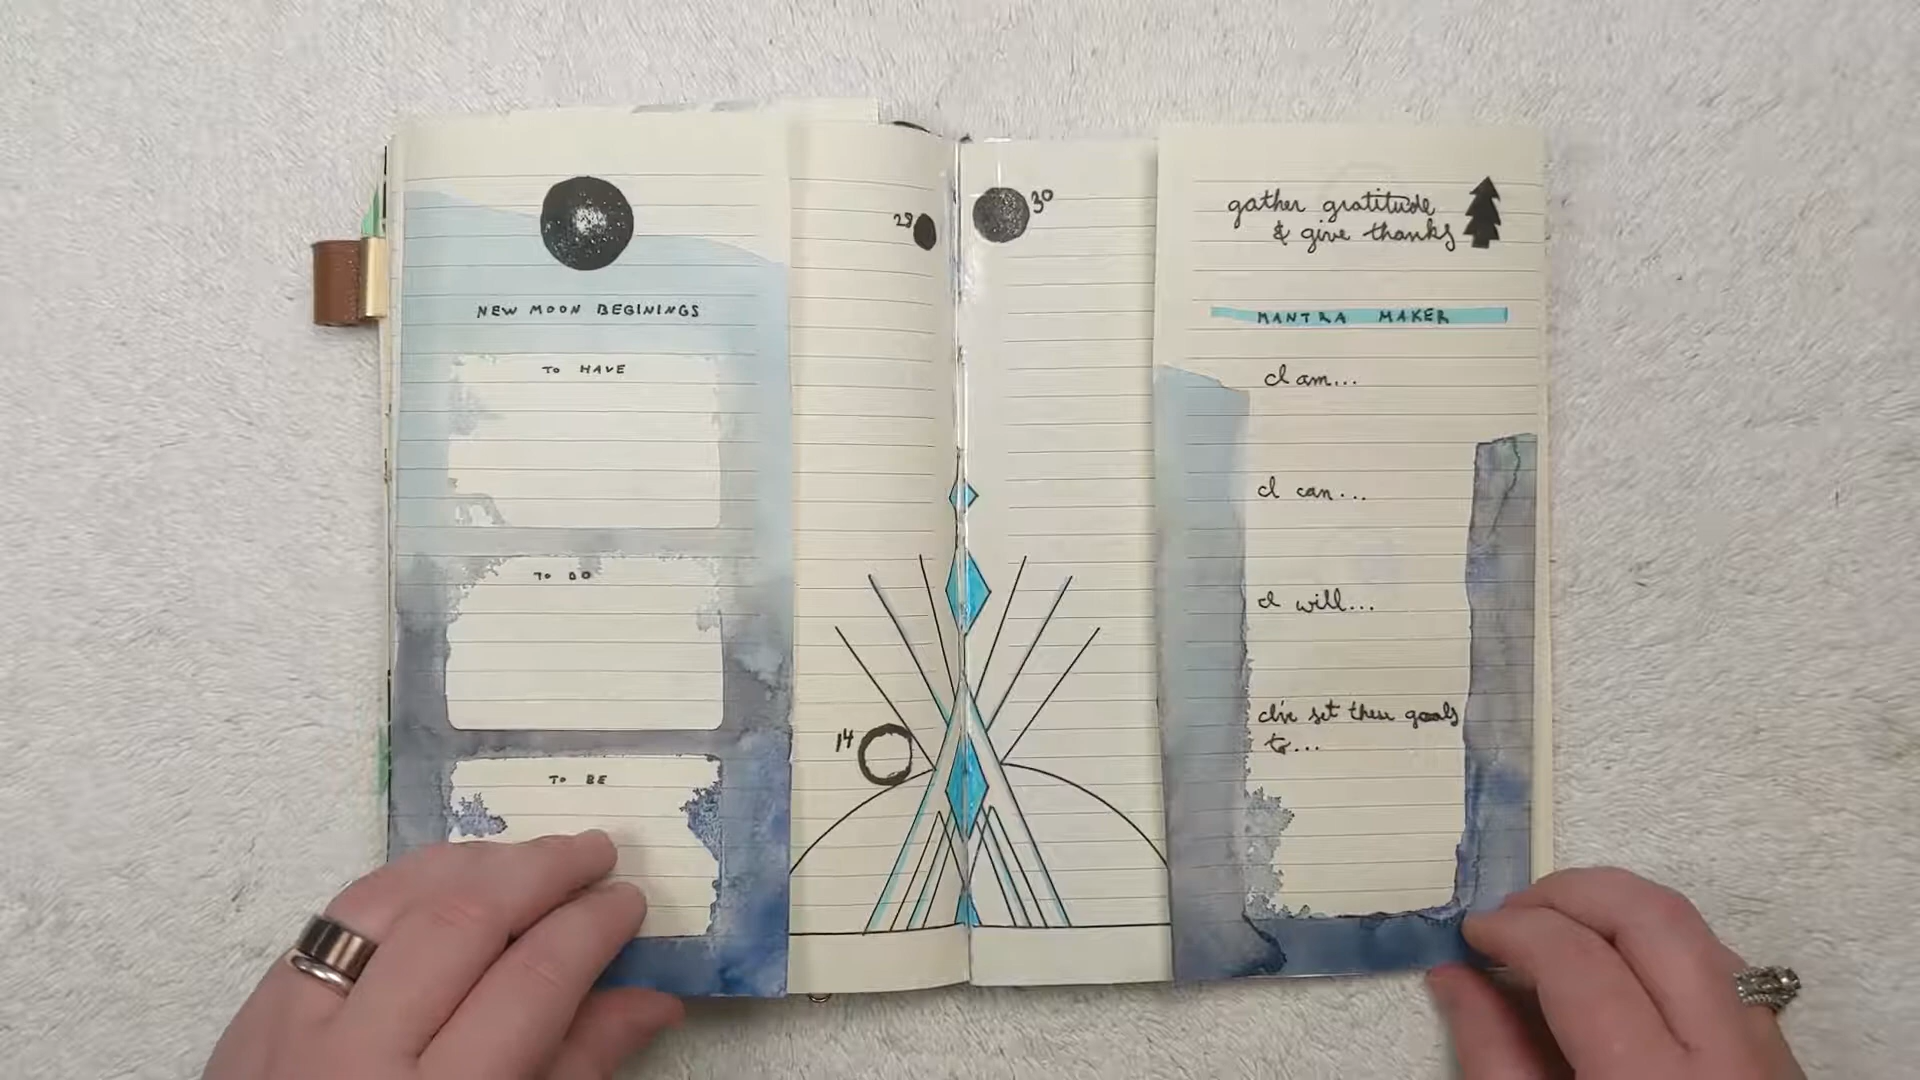 NEW MOON BEGININGS
TO HAVE
TO DO
TO BE
28
14
30
gather gratitude
& give thanks
MANTRA MAKER
I am...
I can...
I will...
I've set these goals
to...